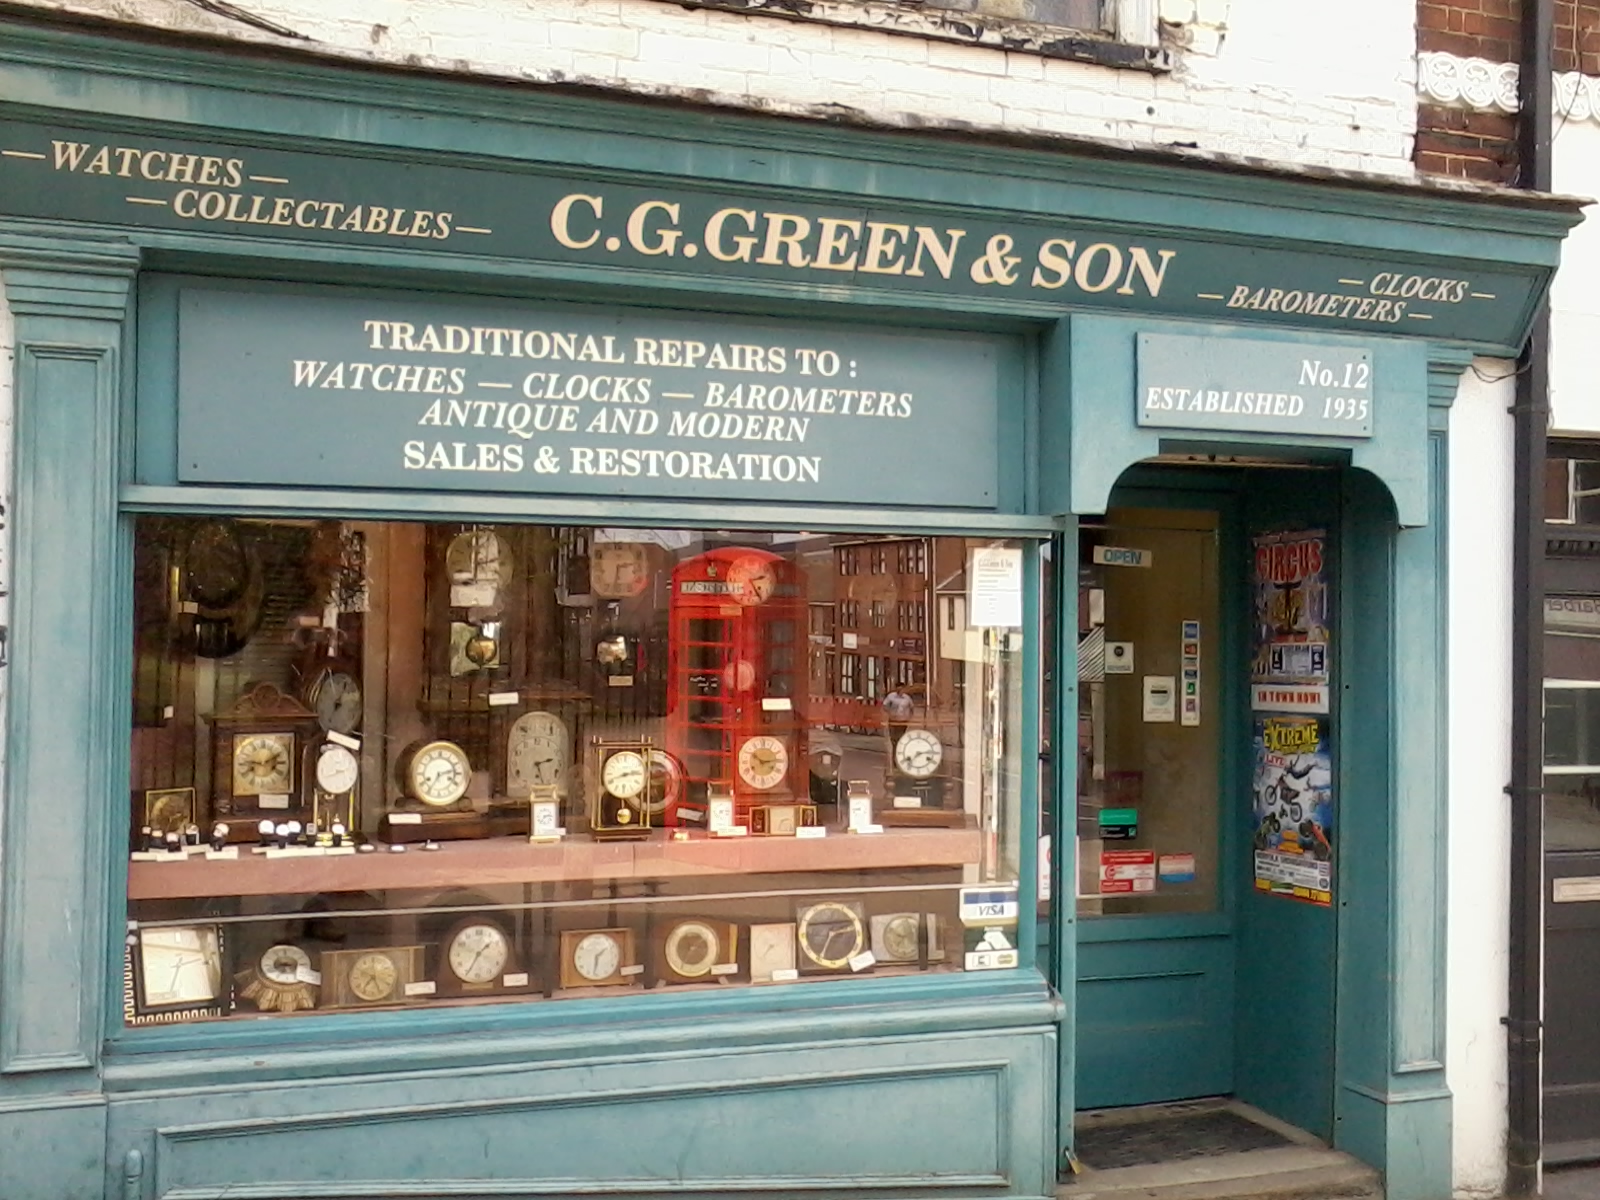 — WATCHES —
— COLLECTABLES —
C.G.GREEN & SON
— CLOCKS —
— BAROMETERS —
TRADITIONAL REPAIRS TO :
WATCHES — CLOCKS — BAROMETERS
ANTIQUE AND MODERN
SALES & RESTORATION
No.12
ESTABLISHED 1935
OPEN
CIRCUS
IN TOWN NOW!
EXTREME
LIVE
VISA